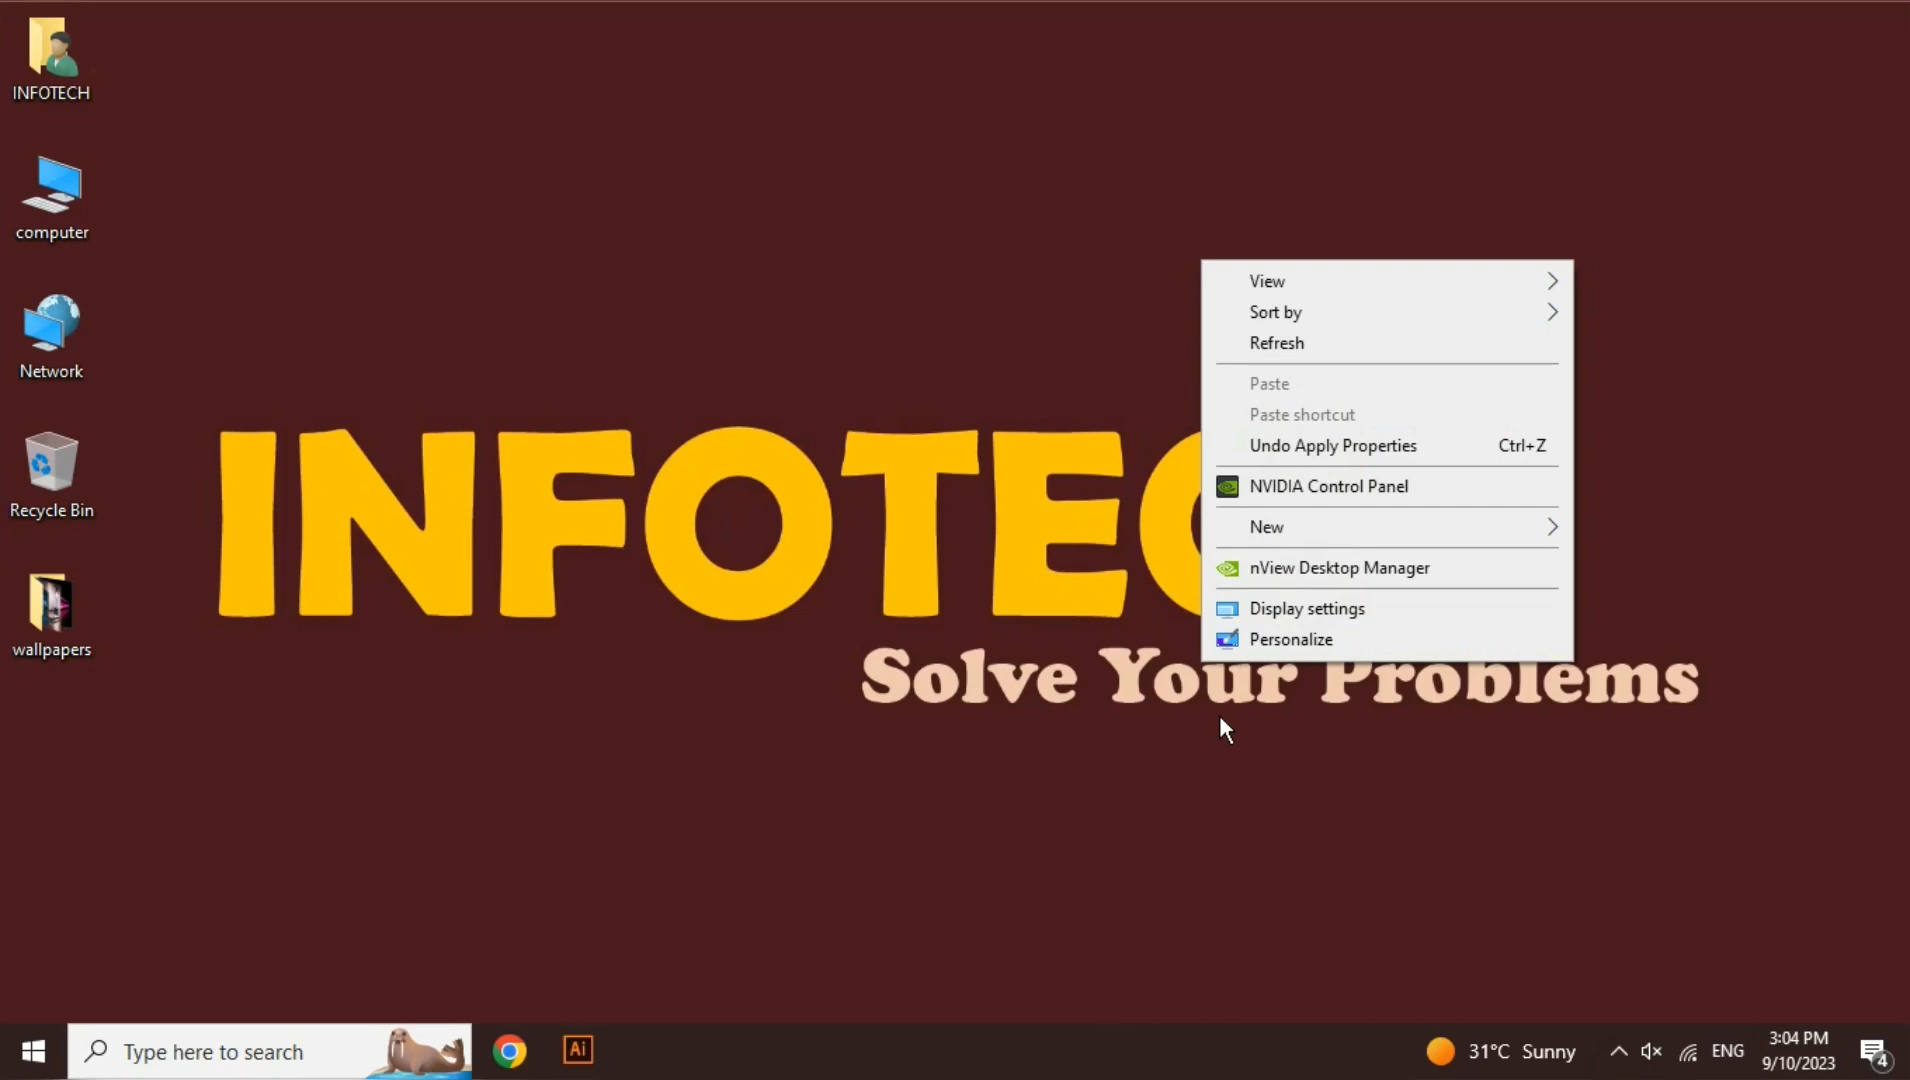 INFOTECH
computer
Network
Recycle Bin
wallpapers
INFOTEC
Solve Your Problems
View
Sort by
Refresh
Paste
Paste shortcut
Undo Apply Properties Ctrl+Z
NVIDIA Control Panel
New
nView Desktop Manager
Display settings
Personalize
Type here to search
Ai
31°C Sunny
ENG
3:04 PM
9/10/2023
4